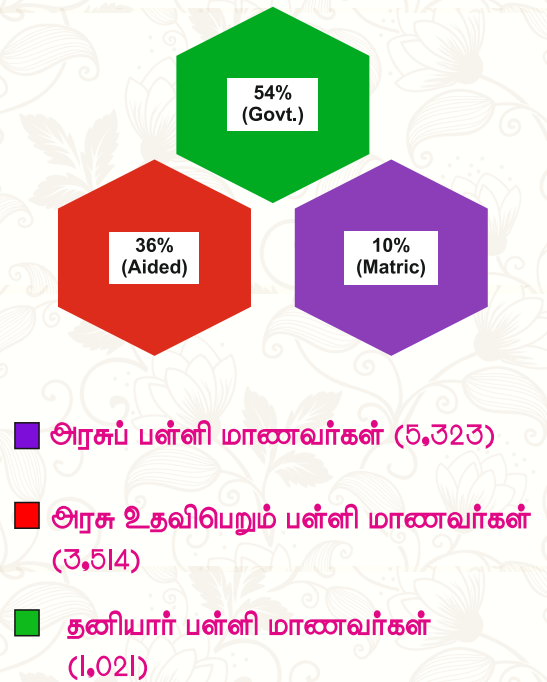 54%
(Govt.)
36%
(Aided)
10%
(Matric)
அரசுப் பள்ளி மாணவர்கள் (5,323)
அரசு உதவிபெறும் பள்ளி மாணவர்கள்
(3,514)
தனியார் பள்ளி மாணவர்கள்
(1,021)